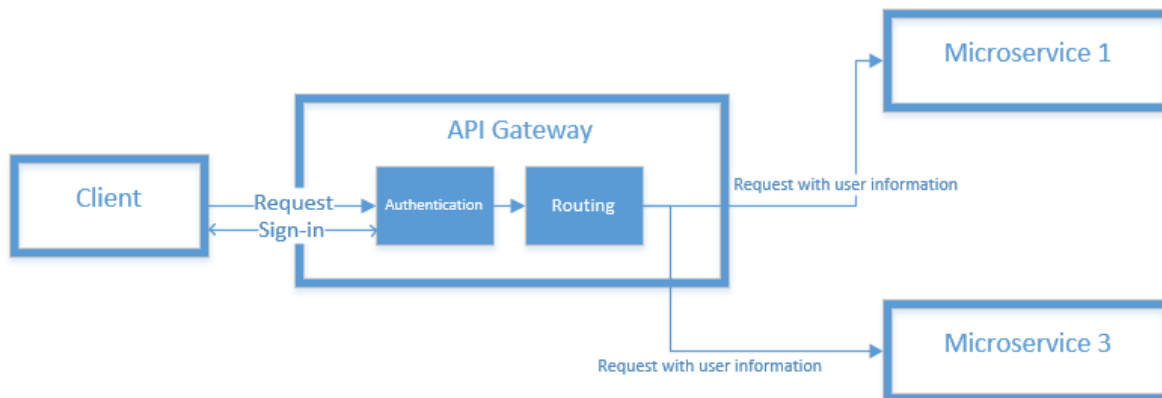 Microservice 1
API Gateway
Client
Request
Sign-in
Authentication
Routing
Request with user information
Microservice 3
Request with user information